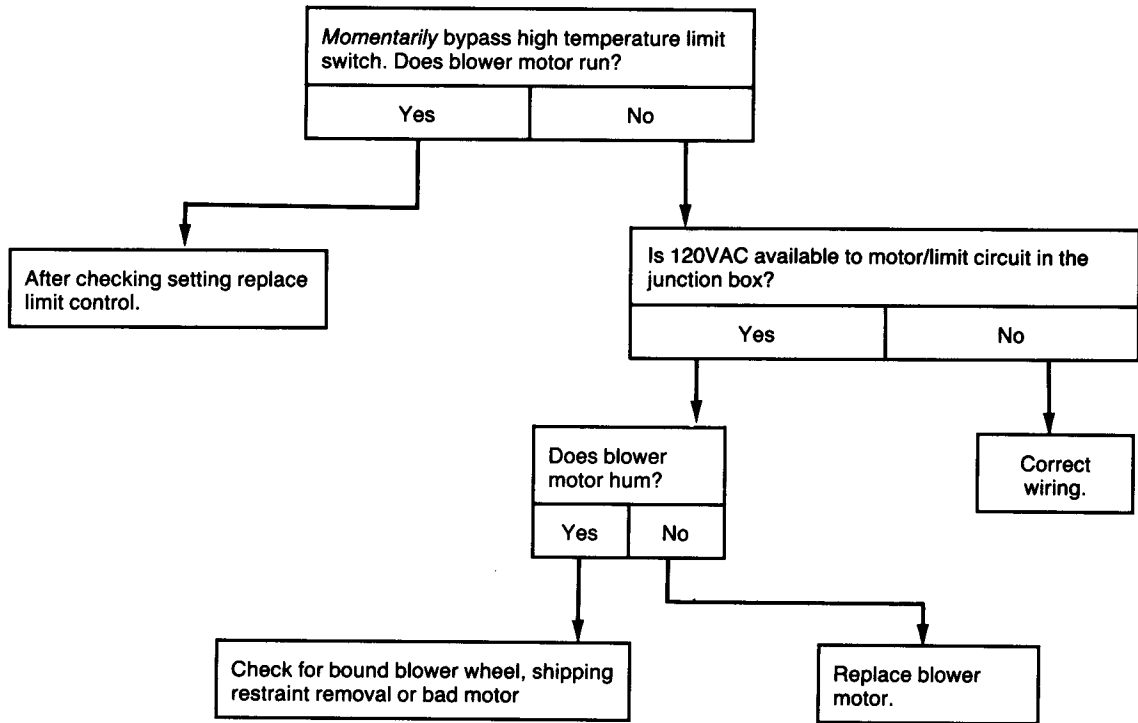 Momentarily bypass high temperature limit
switch. Does blower motor run?
Yes
No
After checking setting replace
limit control.
Is 120VAC available to motor/limit circuit in the
junction box?
Yes
No
Does blower
motor hum?
Yes
No
Correct
wiring.
Check for bound blower wheel, shipping
restraint removal or bad motor
Replace blower
motor.